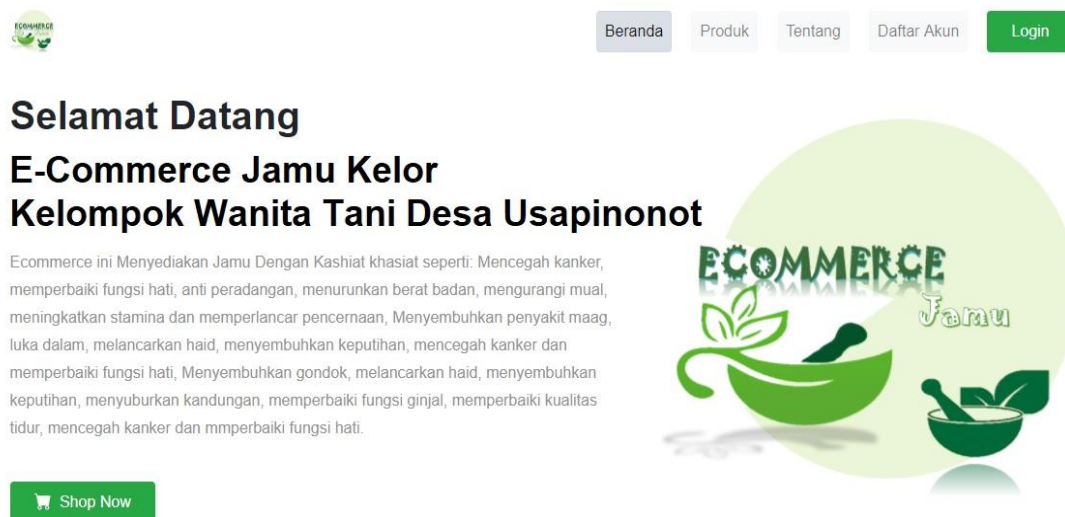 ECOMMERCE
Beranda
Produk
Tentang
Daftar Akun
Login
Selamat Datang
E-Commerce Jamu Kelor
Kelompok Wanita Tani Desa Usapinonot
Ecommerce ini Menyediakan Jamu Dengan Kashiat khasiat seperti: Mencegah kanker,
memperbaiki fungsi hati, anti peradangan, menurunkan berat badan, mengurangi mual,
meningkatkan stamina dan memperlancar pencernaan, Menyembuhkan penyakit maag,
luka dalam, melancarkan haid, menyembuhkan keputihan, mencegah kanker dan
memperbaiki fungsi hati, Menyembuhkan gondok, melancarkan haid, menyembuhkan
keputihan, menyuburkan kandungan, memperbaiki fungsi ginjal, memperbaiki kualitas
tidur, mencegah kanker dan mmperbaiki fungsi hati.
ECOMMERCE
Jamu
Shop Now